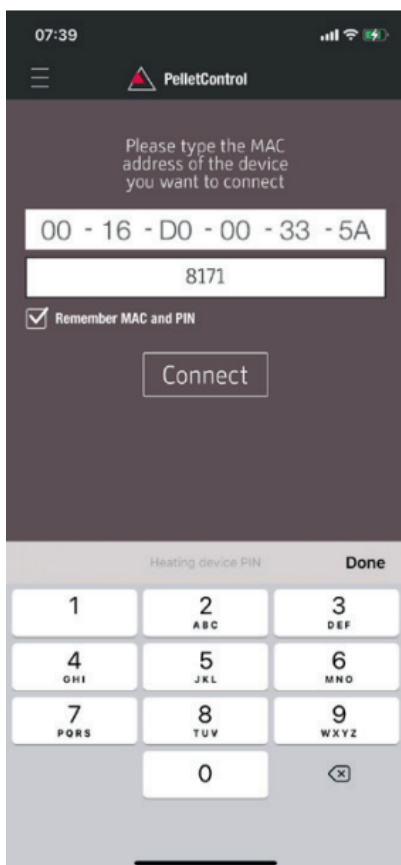 07:39
PelletControl
Please type the MAC
address of the device
you want to connect
00 - 16 - D0 - 00 - 33 - 5A
8171
Remember MAC and PIN
Connect
Heating device PIN Done
1 2 3
ABC DEF
4 5 6
GHI JKL MNO
7 8 9
PQRS TUV WXYZ
0